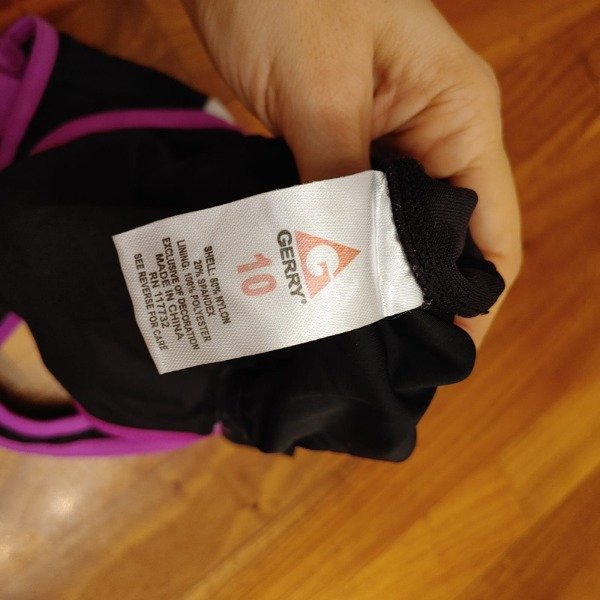 G
GERRY®
10
SHELL: 80% NYLON
20% SPANDEX
LINING: 100% POLYESTER
EXCLUSIVE OF DECORATION
MADE IN CHINA
RN 117732
SEE REVERSE FOR CARE